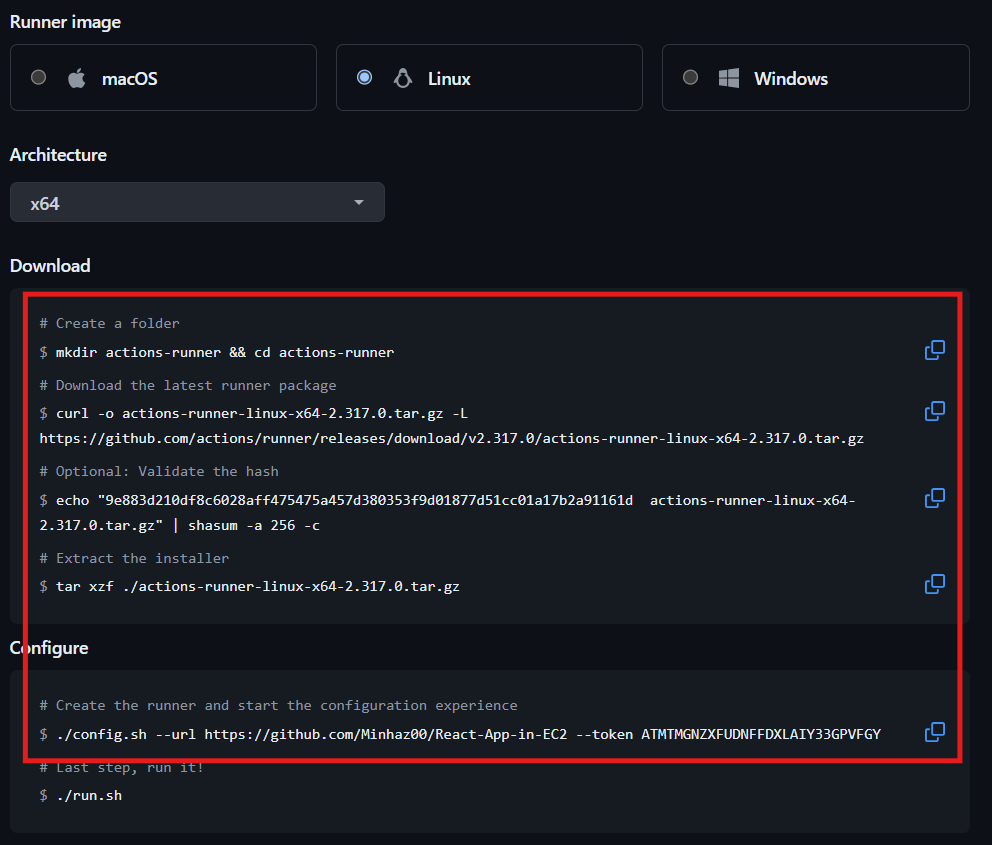 Runner image
macOS
Linux
Windows
Architecture
x64
Download
# Create a folder
$ mkdir actions-runner && cd actions-runner
# Download the latest runner package
$ curl -o actions-runner-linux-x64-2.317.0.tar.gz -L
https://github.com/actions/runner/releases/download/v2.317.0/actions-runner-linux-x64-2.317.0.tar.gz
# Optional: Validate the hash
$ echo "9e883d210df8c6028aff475475a457d380353f9d01877d51cc01a17b2a91161d  actions-runner-linux-x64-
2.317.0.tar.gz" | shasum -a 256 -c
# Extract the installer
$ tar xzf ./actions-runner-linux-x64-2.317.0.tar.gz
Configure
# Create the runner and start the configuration experience
$ ./config.sh --url https://github.com/Minhaz00/React-App-in-EC2 --token ATMTMGNZXFUDNFFDXLAIY33GPVFGY
# Last step, run it!
$ ./run.sh